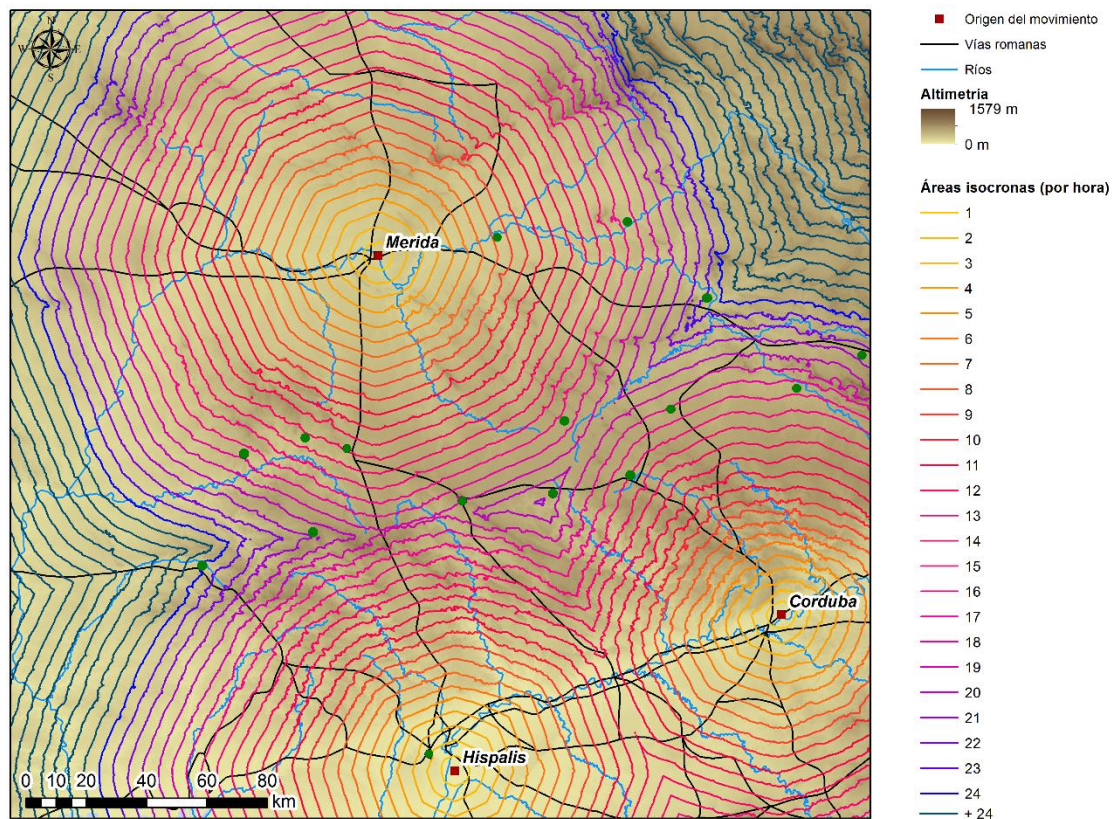 N
W E
S
Merida
Corduba
Hispalis
0 10 20 40 60 80
km
Origen del movimiento
Vías romanas
Ríos
Altimetría
1579 m
0 m
Áreas isocronas (por hora)
1
2
3
4
5
6
7
8
9
10
11
12
13
14
15
16
17
18
19
20
21
22
23
24
+ 24